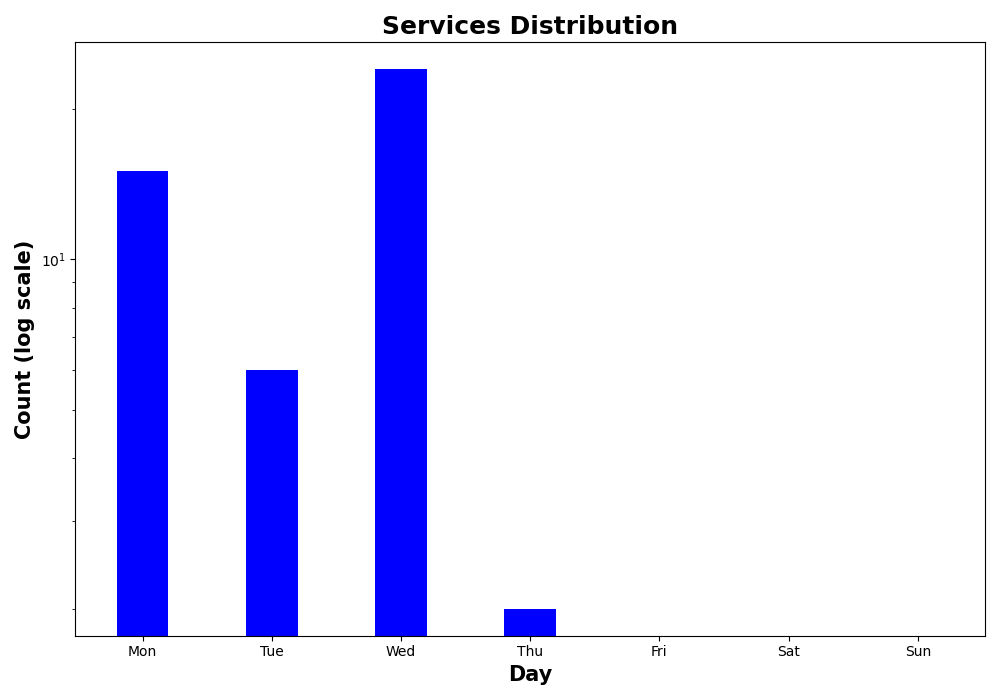 Services Distribution
Count (log scale)
10¹
Mon Tue Wed Thu Fri Sat Sun
Day